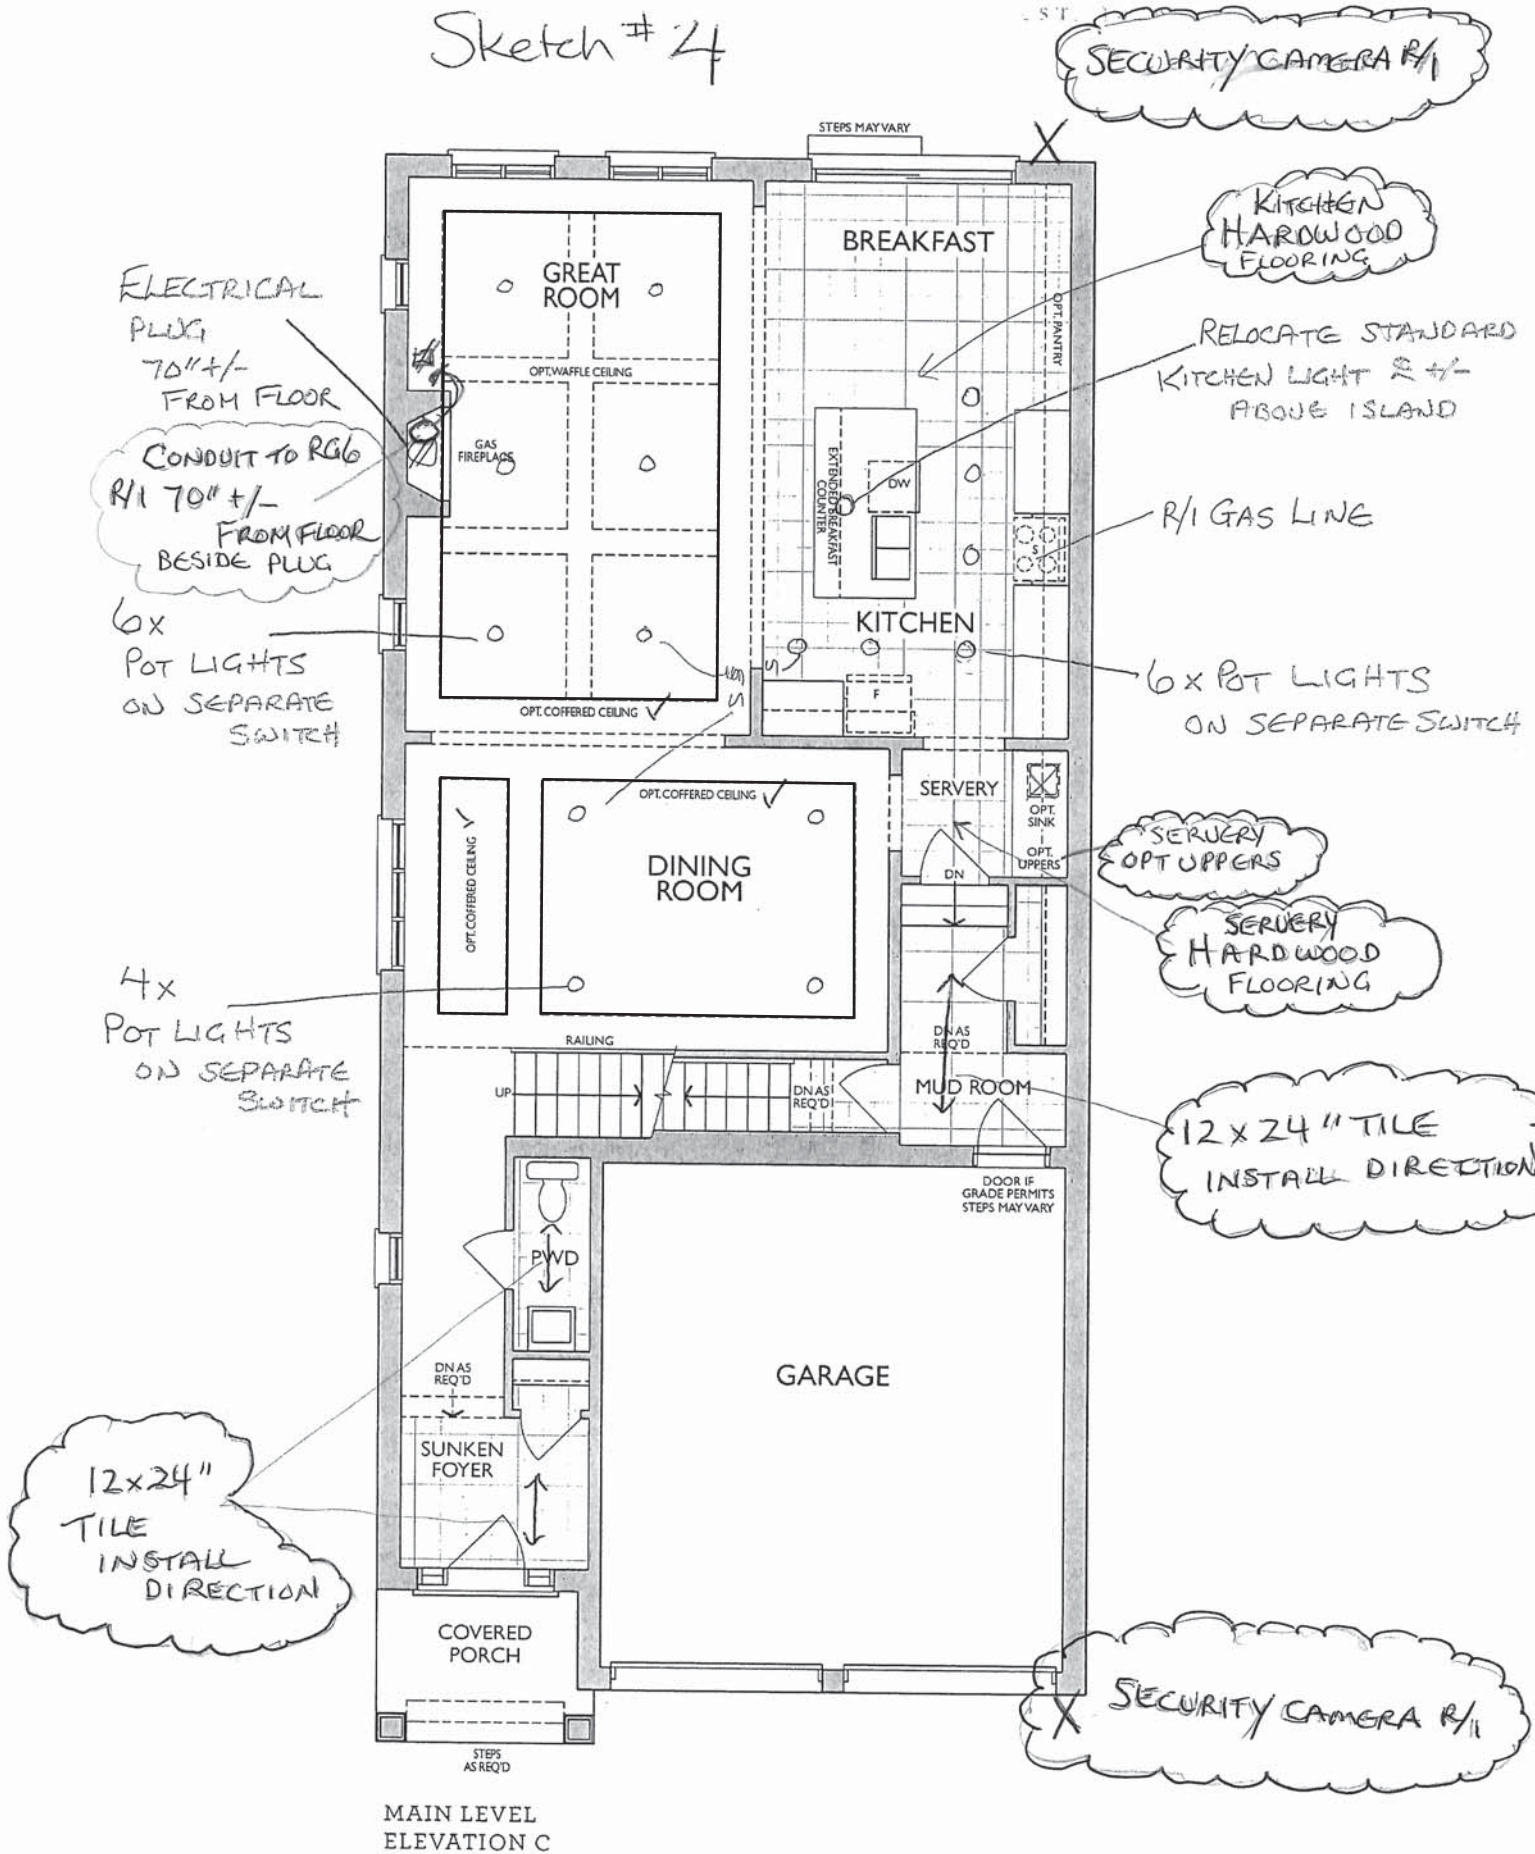 Sketch #4
SECURITY CAMERA R/I
STEPS MAY VARY
KITCHEN
HARDWOOD
FLOORING
BREAKFAST
GREAT
ROOM
ELECTRICAL
PLUG
70" +/-
FROM FLOOR
OPT. PANTRY
RELOCATE STANDARD
KITCHEN LIGHT +/-
ABOVE ISLAND
OPT. WAFFLE CEILING
GAS
FIREPLACE
CONDUIT TO RG6
R/I 70" +/-
FROM FLOOR
BESIDE PLUG
EXTENDED BREAKFAST
COUNTER
DW
S
R/I GAS LINE
KITCHEN
6x
POT LIGHTS
ON SEPARATE
SWITCH
S
S
F
6 x POT LIGHTS
ON SEPARATE SWITCH
OPT. COFFERED CEILING ✓
OPT. COFFERED CEILING ✓
OPT. COFFERED CEILING ✓
SERVERY
OPT.
SINK
OPT.
UPPERS
SERVERY
OPT UPPERS
DINING
ROOM
DN
SERVERY
HARDWOOD
FLOORING
4x
POT LIGHTS
ON SEPARATE
SWITCH
RAILING
UP
DN AS
REQ'D
DN AS
REQ'D
MUD ROOM
12 x 24" TILE
INSTALL DIRECTION
DOOR IF
GRADE PERMITS
STEPS MAY VARY
PWD
GARAGE
DN AS
REQ'D
SUNKEN
FOYER
12x24"
TILE
INSTALL
DIRECTION
COVERED
PORCH
X SECURITY CAMERA R/I
STEPS
AS REQ'D
MAIN LEVEL
ELEVATION C